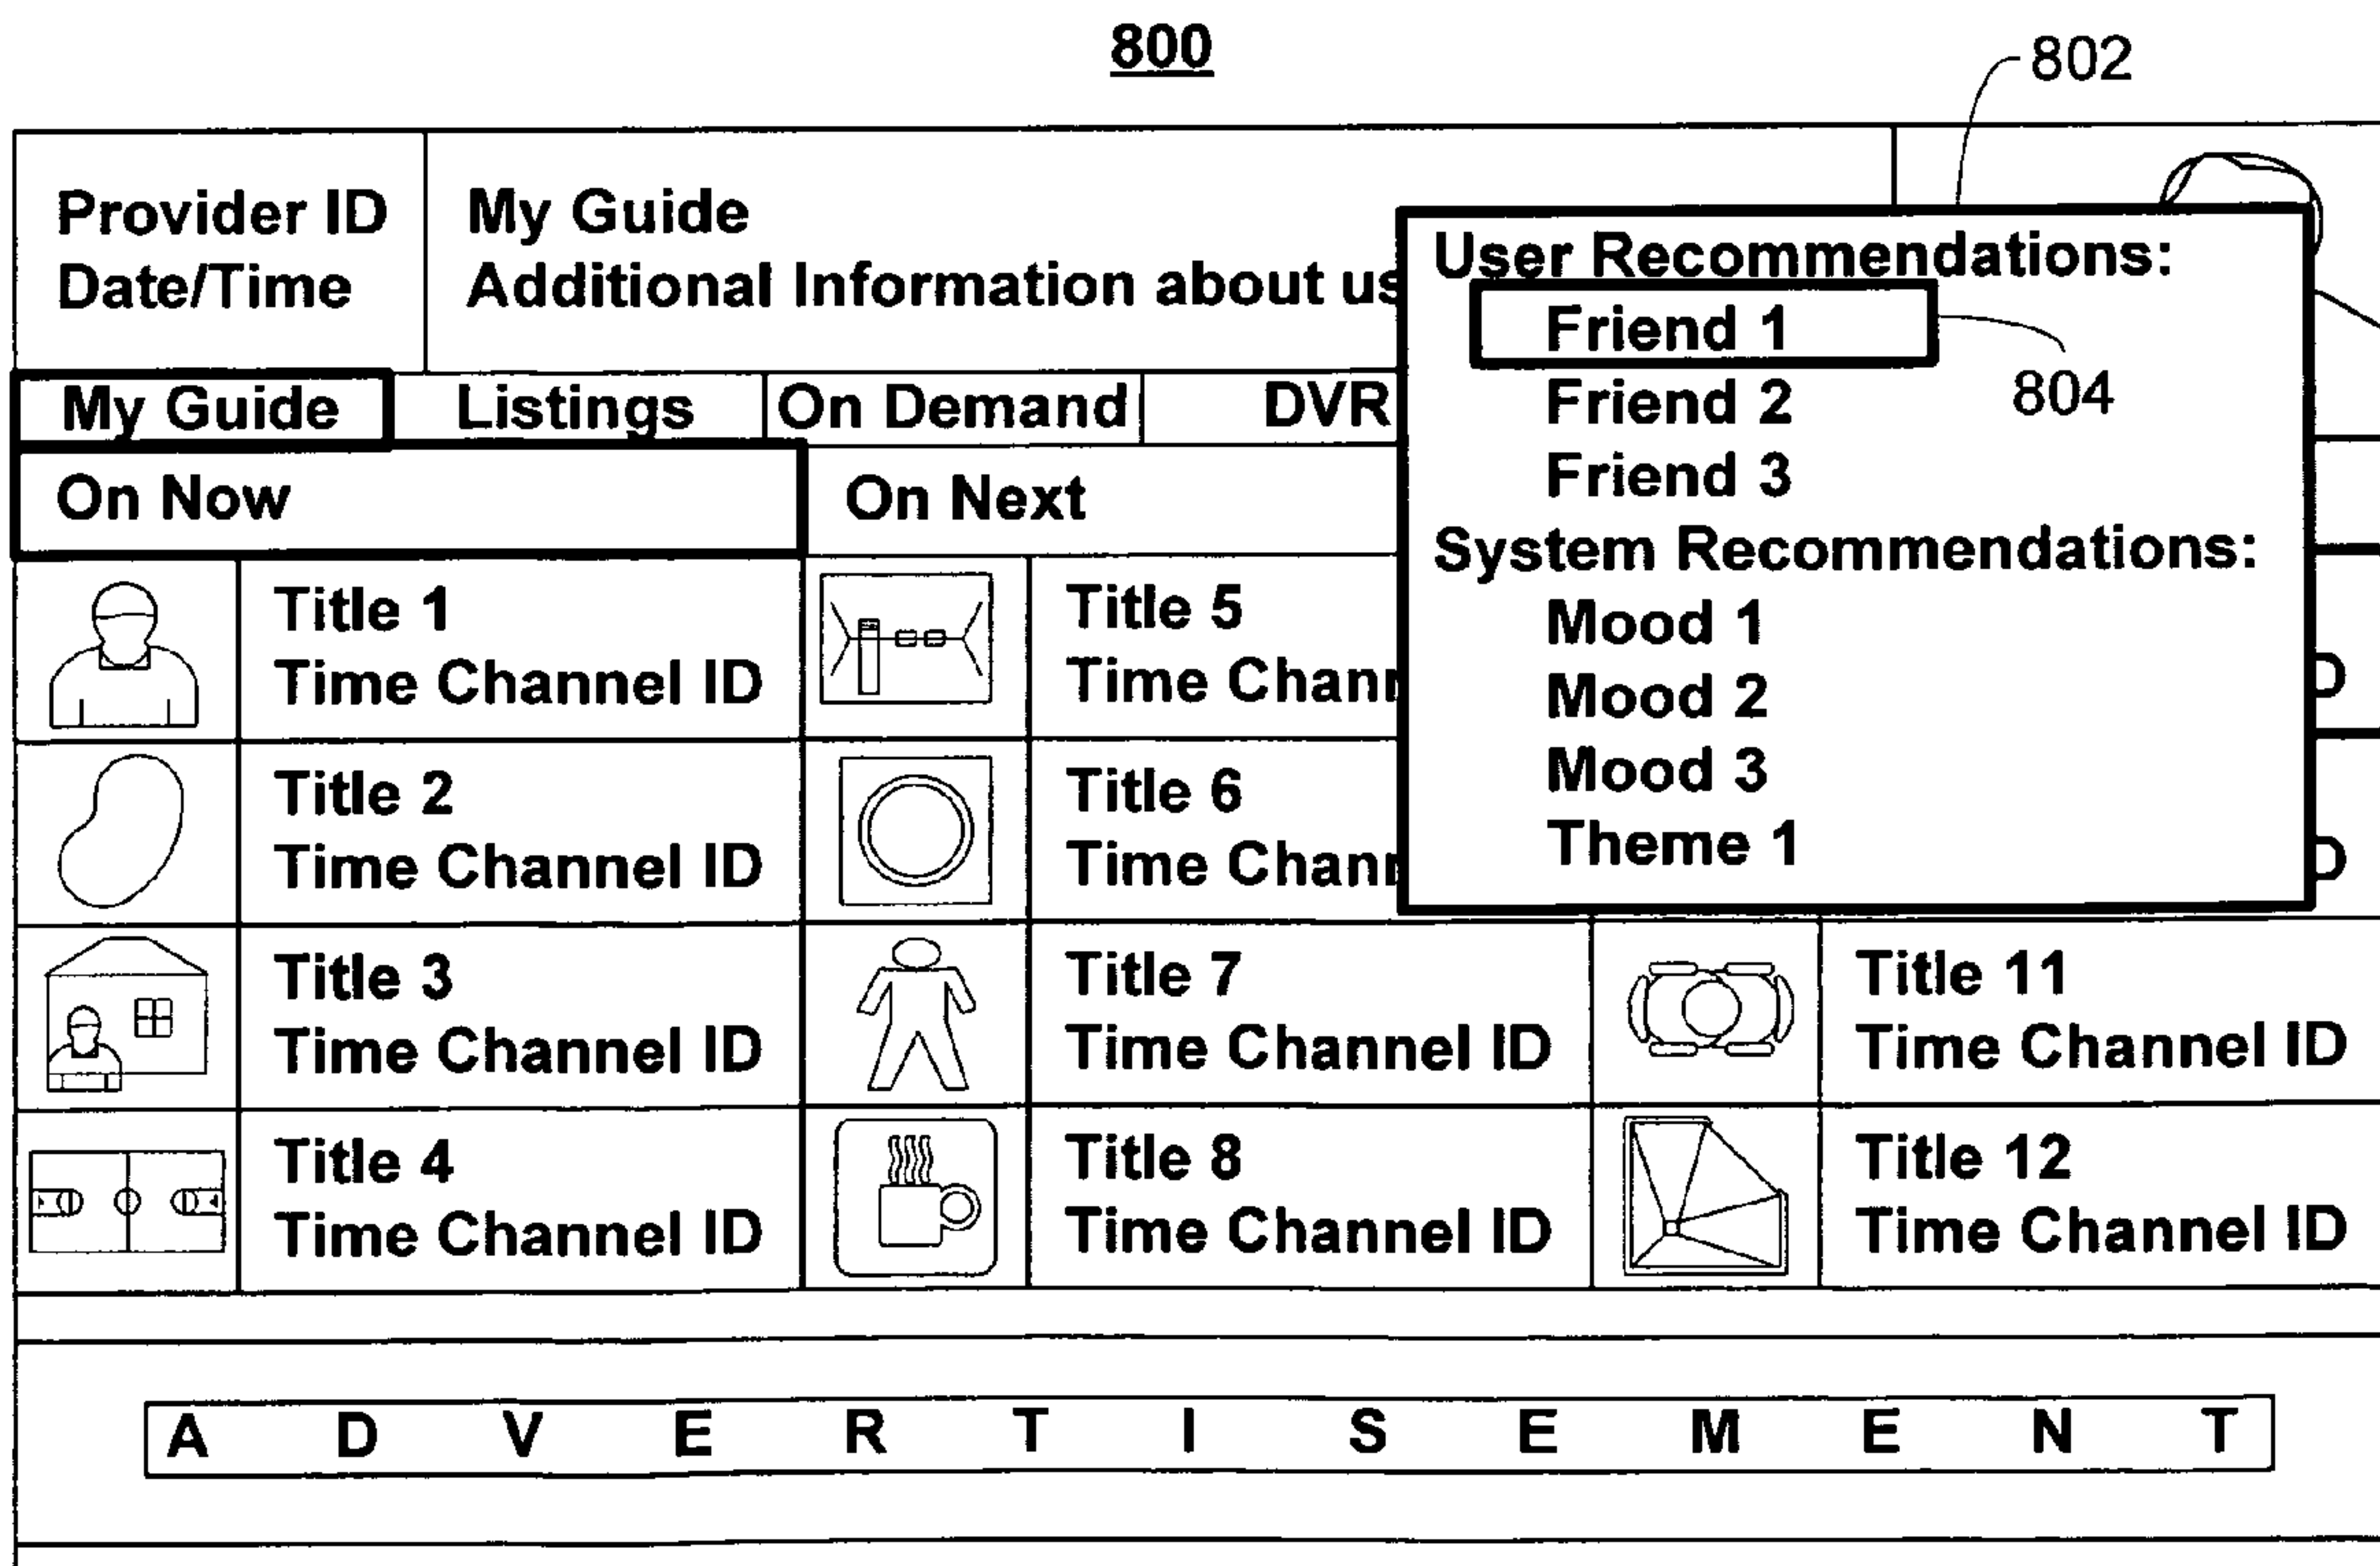 800
802
Provider ID
Date/Time
My Guide
Additional Information about us
User Recommendations:
Friend 1
804
Friend 2
Friend 3
System Recommendations:
Mood 1
Mood 2
Mood 3
Theme 1
My Guide
Listings
On Demand
DVR
On Now
On Next
Title 1
Time Channel ID
Title 5
Time Chann
D
Title 2
Time Channel ID
Title 6
Time Chann
D
Title 3
Time Channel ID
Title 7
Time Channel ID
Title 11
Time Channel ID
Title 4
Time Channel ID
Title 8
Time Channel ID
Title 12
Time Channel ID
A D V E R T I S E M E N T